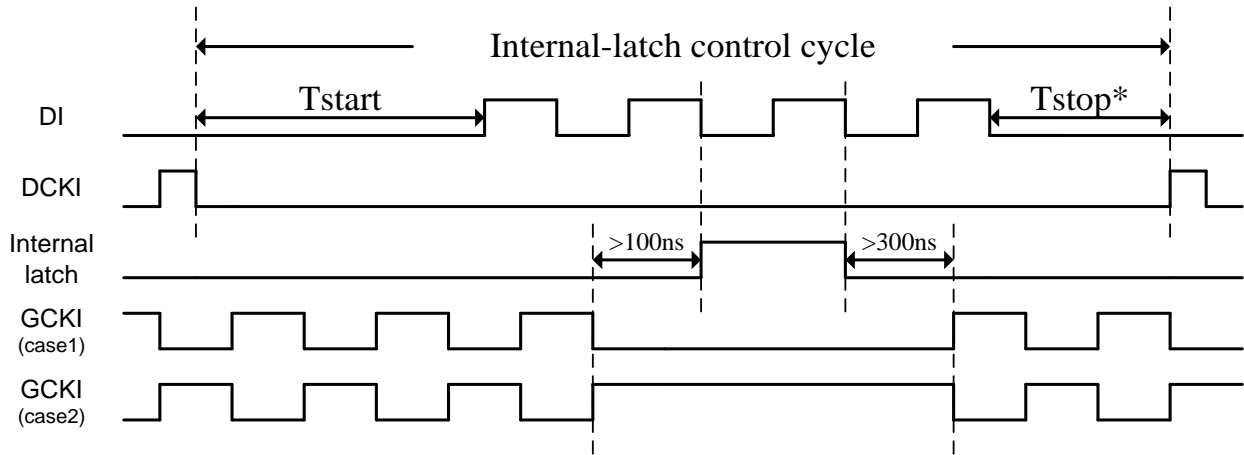 Internal-latch control cycle
Tstart
Tstop*
DI
DCKI
Internal
latch
>100ns
>300ns
GCKI
(case1)
GCKI
(case2)